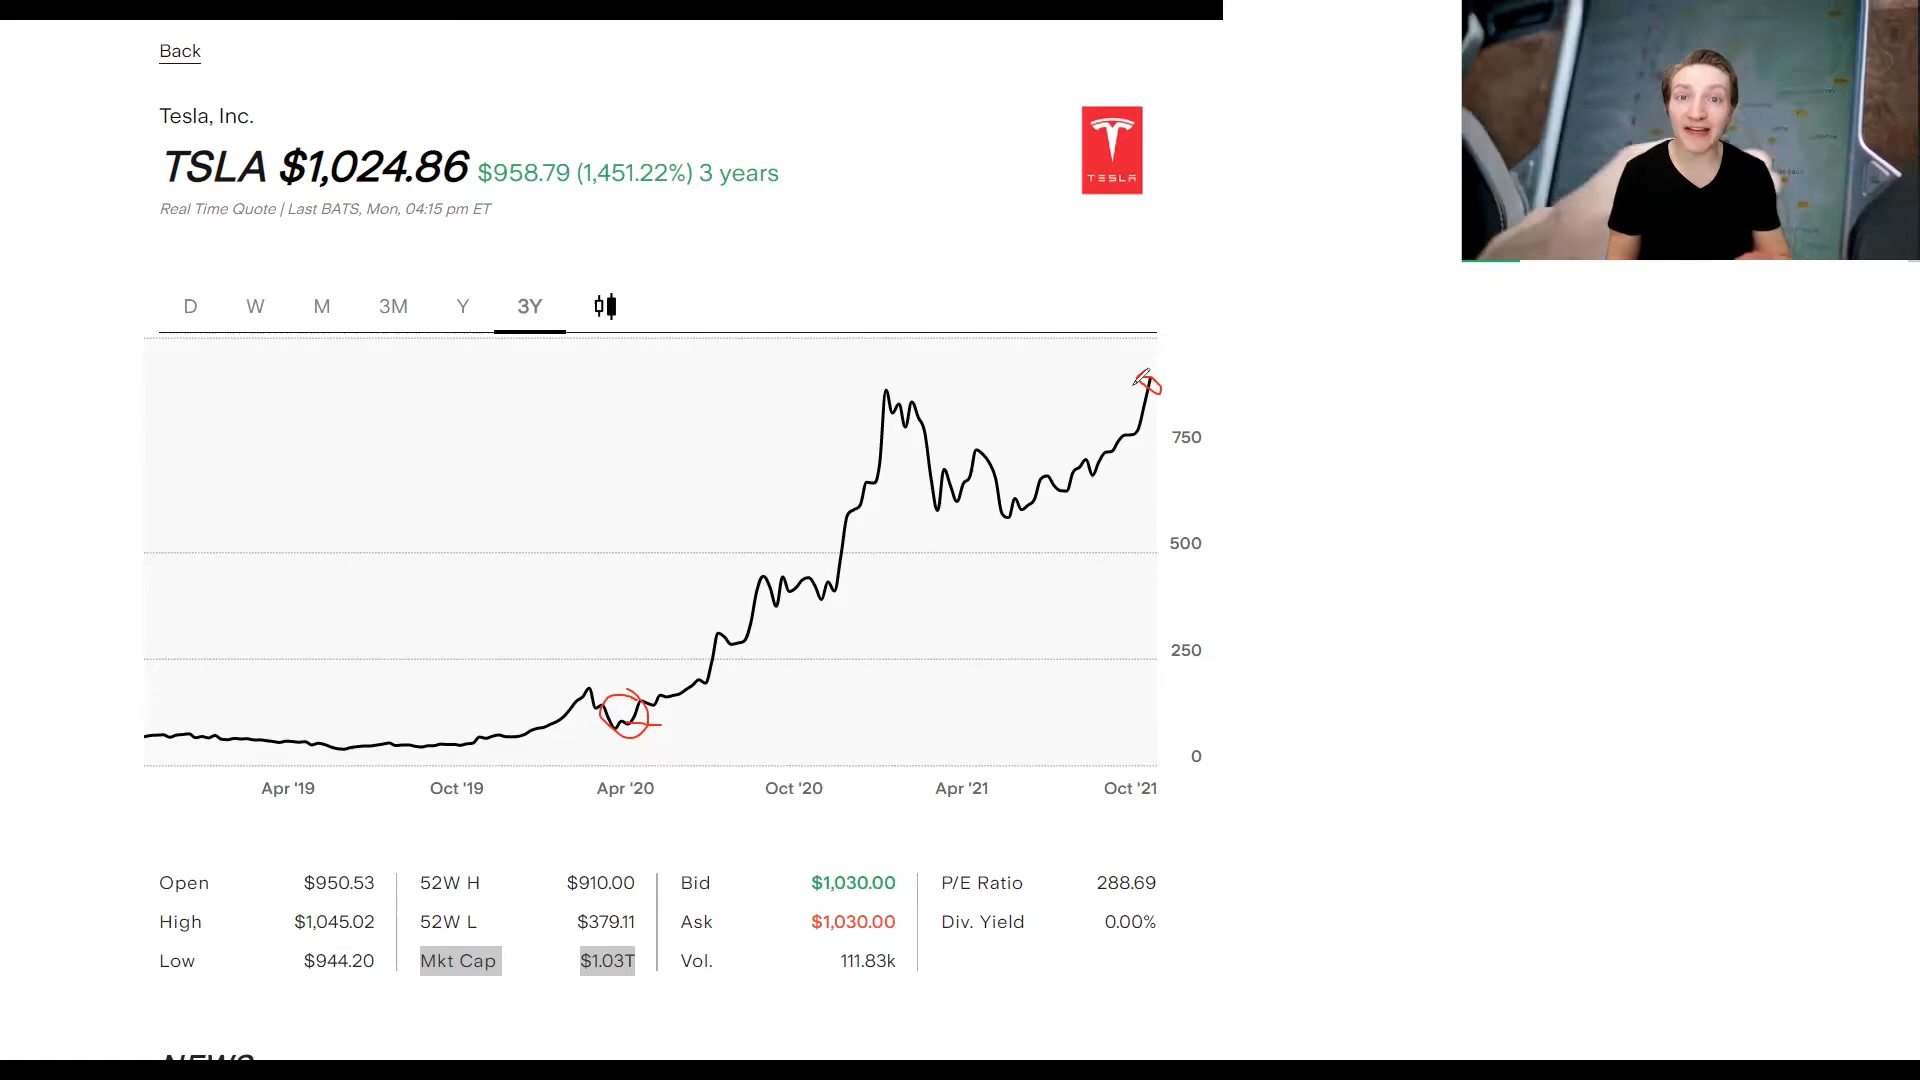 Back
Tesla, Inc.
TSLA $1,024.86 $958.79 (1,451.22%) 3 years
Real Time Quote | Last BATS, Mon, 04:15 pm ET
TESLA
D W M 3M Y 3Y
750
500
250
0
Apr '19 Oct '19 Apr '20 Oct '20 Apr '21 Oct '21
Open $950.53 52W H $910.00 Bid $1,030.00 P/E Ratio 288.69
High $1,045.02 52W L $379.11 Ask $1,030.00 Div. Yield 0.00%
Low $944.20 Mkt Cap $1.03T Vol. 111.83k
NEWS